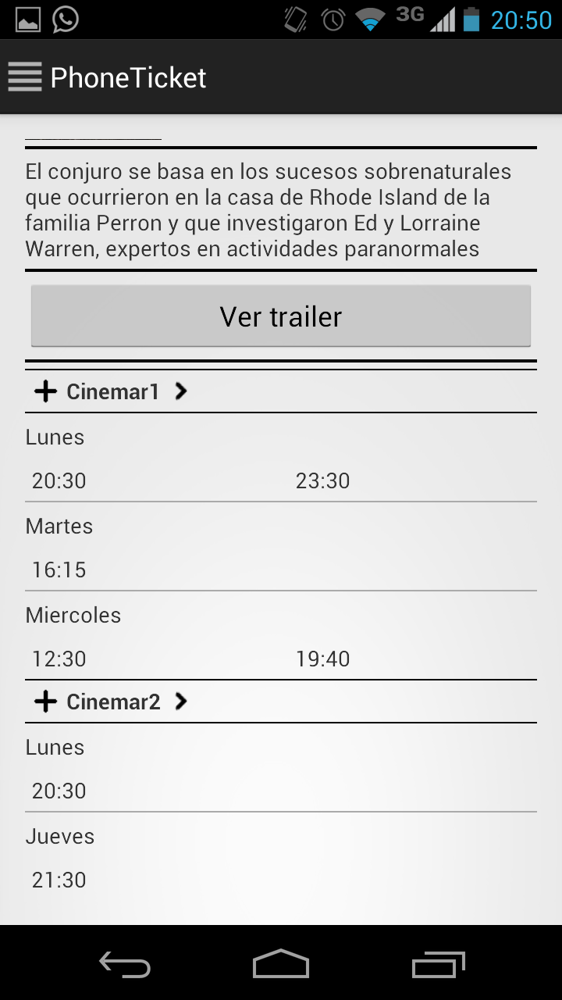 3G 20:50
PhoneTicket
El conjuro se basa en los sucesos sobrenaturales
que ocurrieron en la casa de Rhode Island de la
familia Perron y que investigaron Ed y Lorraine
Warren, expertos en actividades paranormales
Ver trailer
Cinemar1
Lunes
20:30 23:30
Martes
16:15
Miercoles
12:30 19:40
Cinemar2
Lunes
20:30
Jueves
21:30